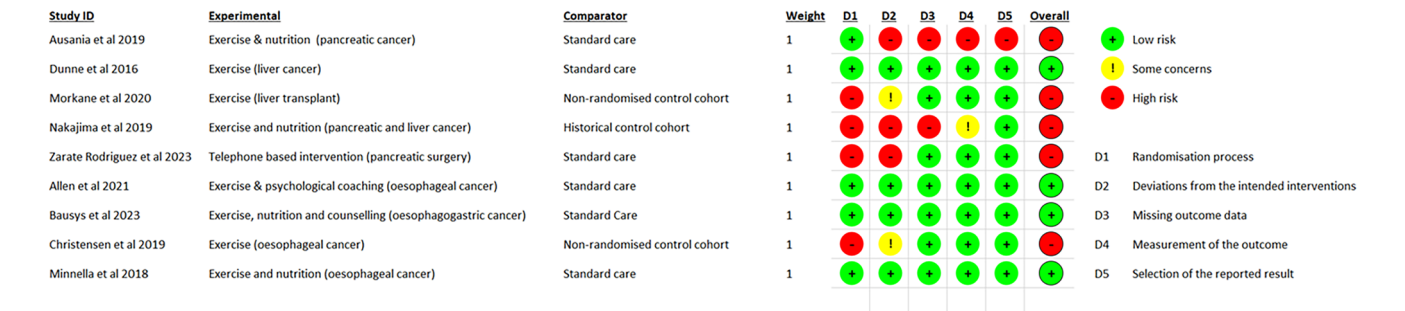 Study ID Experimental Comparator Weight D1 D2 D3 D4 D5 Overall
Ausania et al 2019 Exercise & nutrition (pancreatic cancer) Standard care 1 + - - - - - + Low risk
Dunne et al 2016 Exercise (liver cancer) Standard care 1 + + + + + + ! Some concerns
Morkane et al 2020 Exercise (liver transplant) Non-randomised control cohort 1 - ! + + + - - High risk
Nakajima et al 2019 Exercise and nutrition (pancreatic and liver cancer) Historical control cohort 1 - - - ! + -
Zarate Rodriguez et al 2023 Telephone based intervention (pancreatic surgery) Standard care 1 - - + + + - D1 Randomisation process
Allen et al 2021 Exercise & psychological coaching (oesophageal cancer) Standard care 1 + + + + + + D2 Deviations from the intended interventions
Bausys et al 2023 Exercise, nutrition and counselling (oesophagogastric cancer) Standard Care 1 + + + + + + D3 Missing outcome data
Christensen et al 2019 Exercise (oesophageal cancer) Non-randomised control cohort 1 - ! + + + - D4 Measurement of the outcome
Minnella et al 2018 Exercise and nutrition (oesophageal cancer) Standard care 1 + + + + + + D5 Selection of the reported result